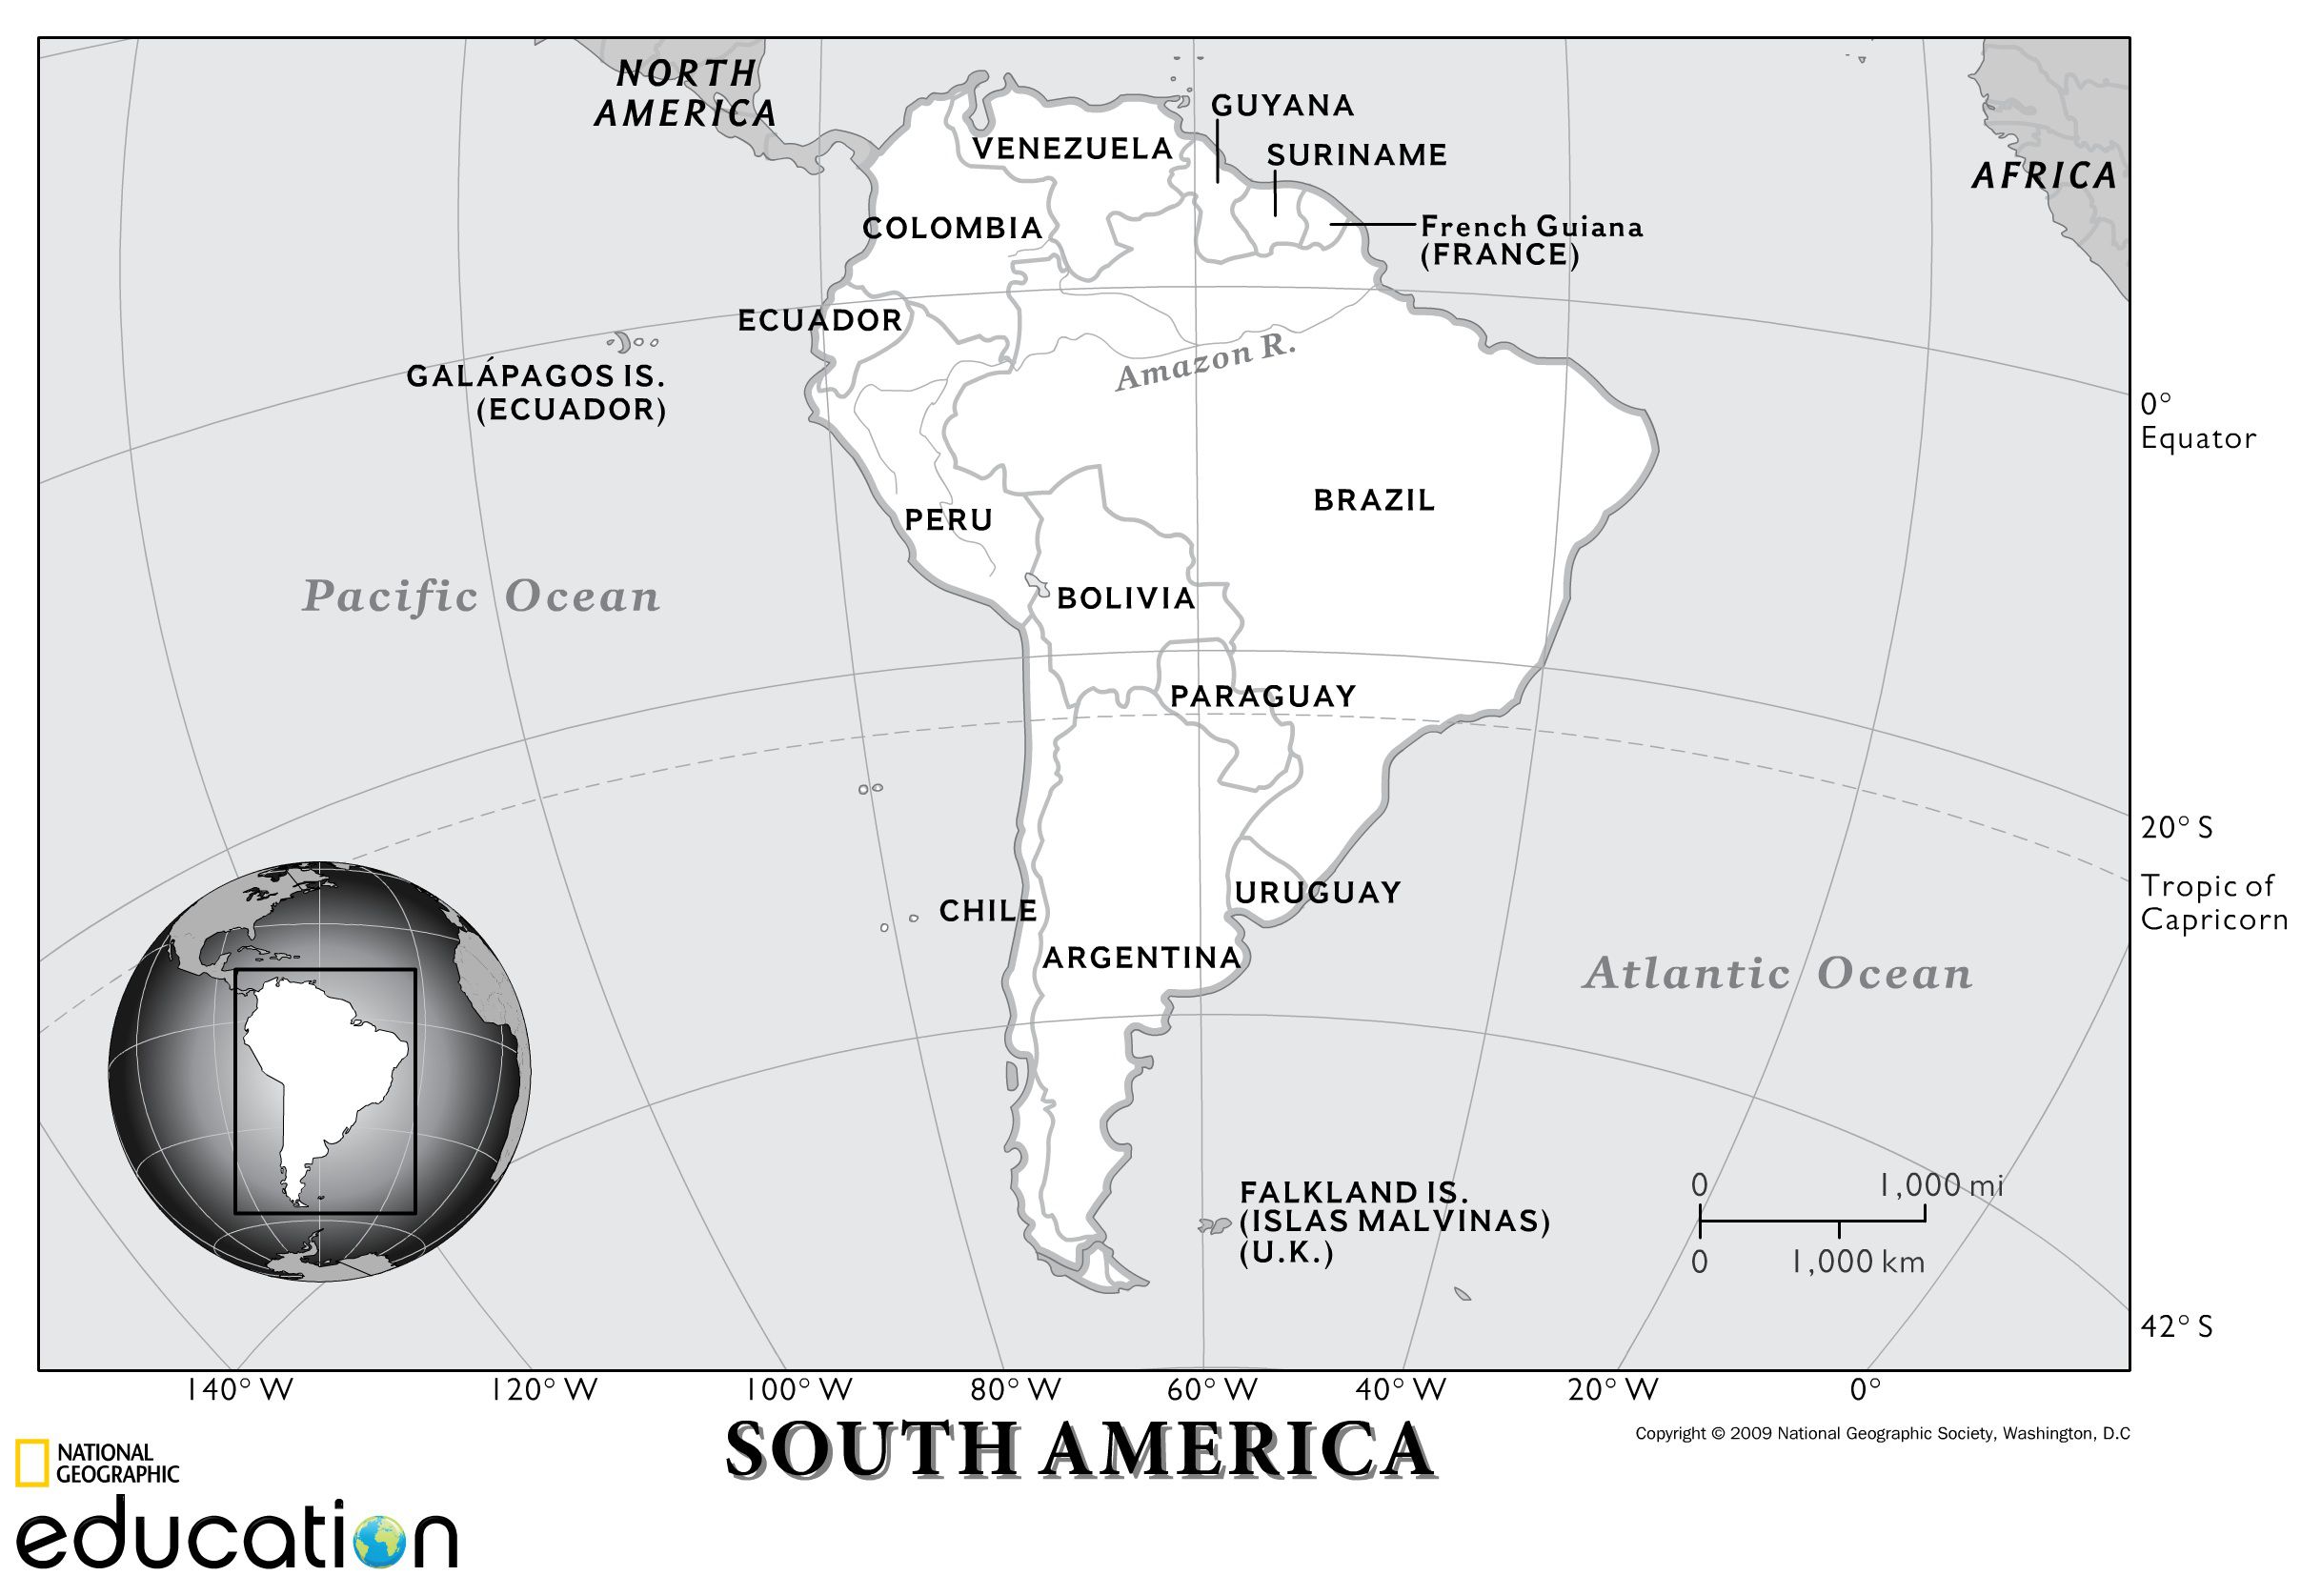 NORTH
AMERICA
GUYANA
VENEZUELA
SURINAME
AFRICA
COLOMBIA
French Guiana
(FRANCE)
ECUADOR
GALÁPAGOS IS.
(ECUADOR)
Amazon R.
0°
Equator
BRAZIL
PERU
Pacific Ocean
BOLIVIA
PARAGUAY
20° S
Tropic of
Capricorn
URUGUAY
CHILE
ARGENTINA
Atlantic Ocean
FALKLAND IS.
(ISLAS MALVINAS)
(U.K.)
0 1,000 mi
0 1,000 km
42° S
140° W 120° W 100° W 80° W 60° W 40° W 20° W 0°
SOUTH AMERICA
Copyright © 2009 National Geographic Society, Washington, D.C
NATIONAL
GEOGRAPHIC
education